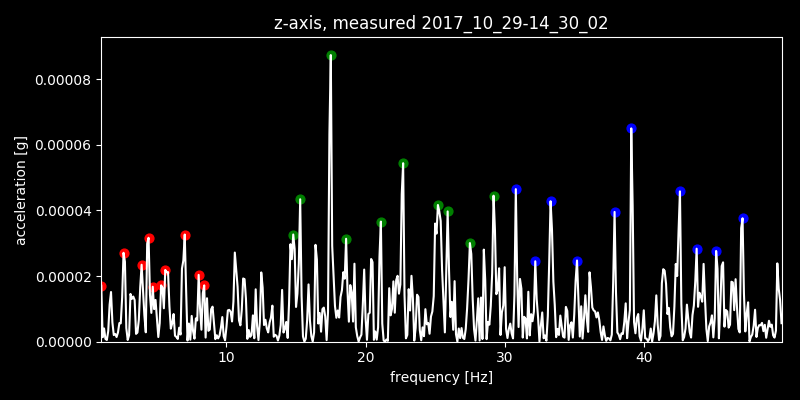 z-axis, measured 2017_10_29-14_30_02
0.00008
0.00006
0.00004
0.00002
0.00000
acceleration [g]
10 20 30 40
frequency [Hz]